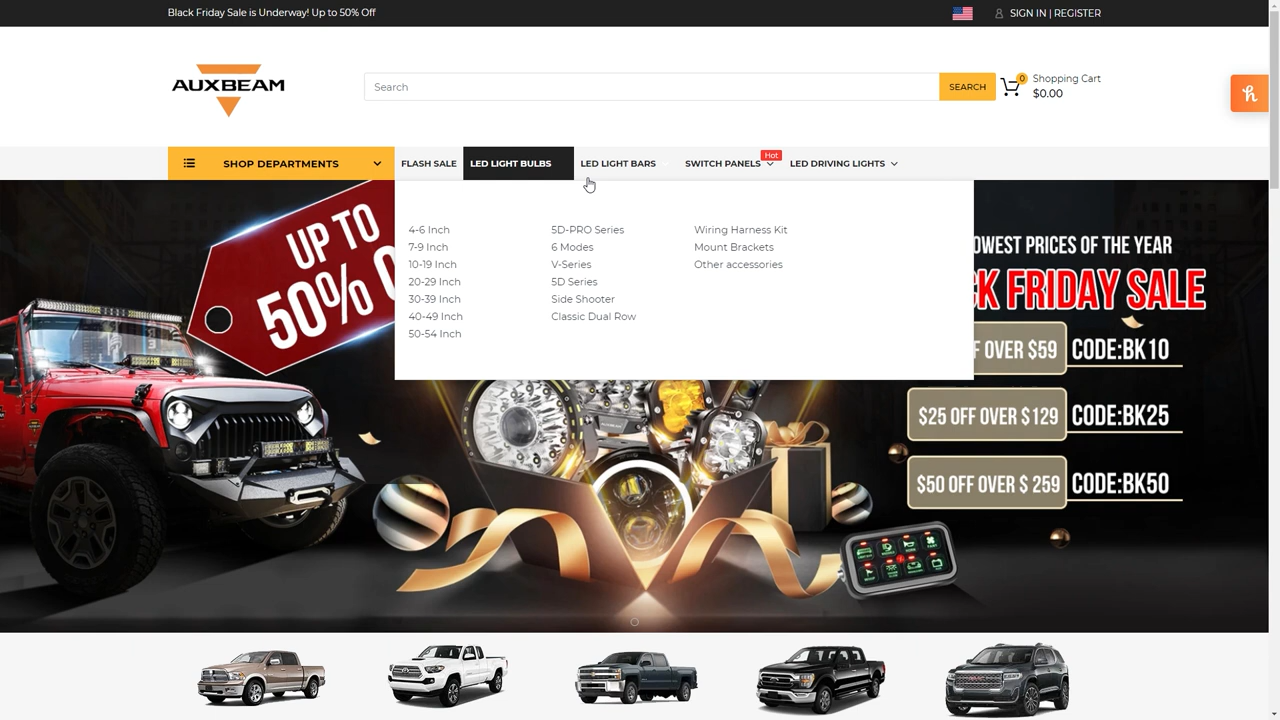 Black Friday Sale is Underway! Up to 50% Off
SIGN IN | REGISTER
AUXBEAM
Search
SEARCH
0
Shopping Cart
$0.00
SHOP DEPARTMENTS
FLASH SALE
LED LIGHT BULBS
LED LIGHT BARS
SWITCH PANELS
Hot
LED DRIVING LIGHTS
4-6 Inch
7-9 Inch
10-19 Inch
20-29 Inch
30-39 Inch
40-49 Inch
50-54 Inch
5D-PRO Series
6 Modes
V-Series
5D Series
Side Shooter
Classic Dual Row
Wiring Harness Kit
Mount Brackets
Other accessories
UP TO
50%
OWEST PRICES OF THE YEAR
CK FRIDAY SALE
F OVER $59 CODE:BK10
$25 OFF OVER $129 CODE:BK25
$50 OFF OVER $ 259 CODE:BK50